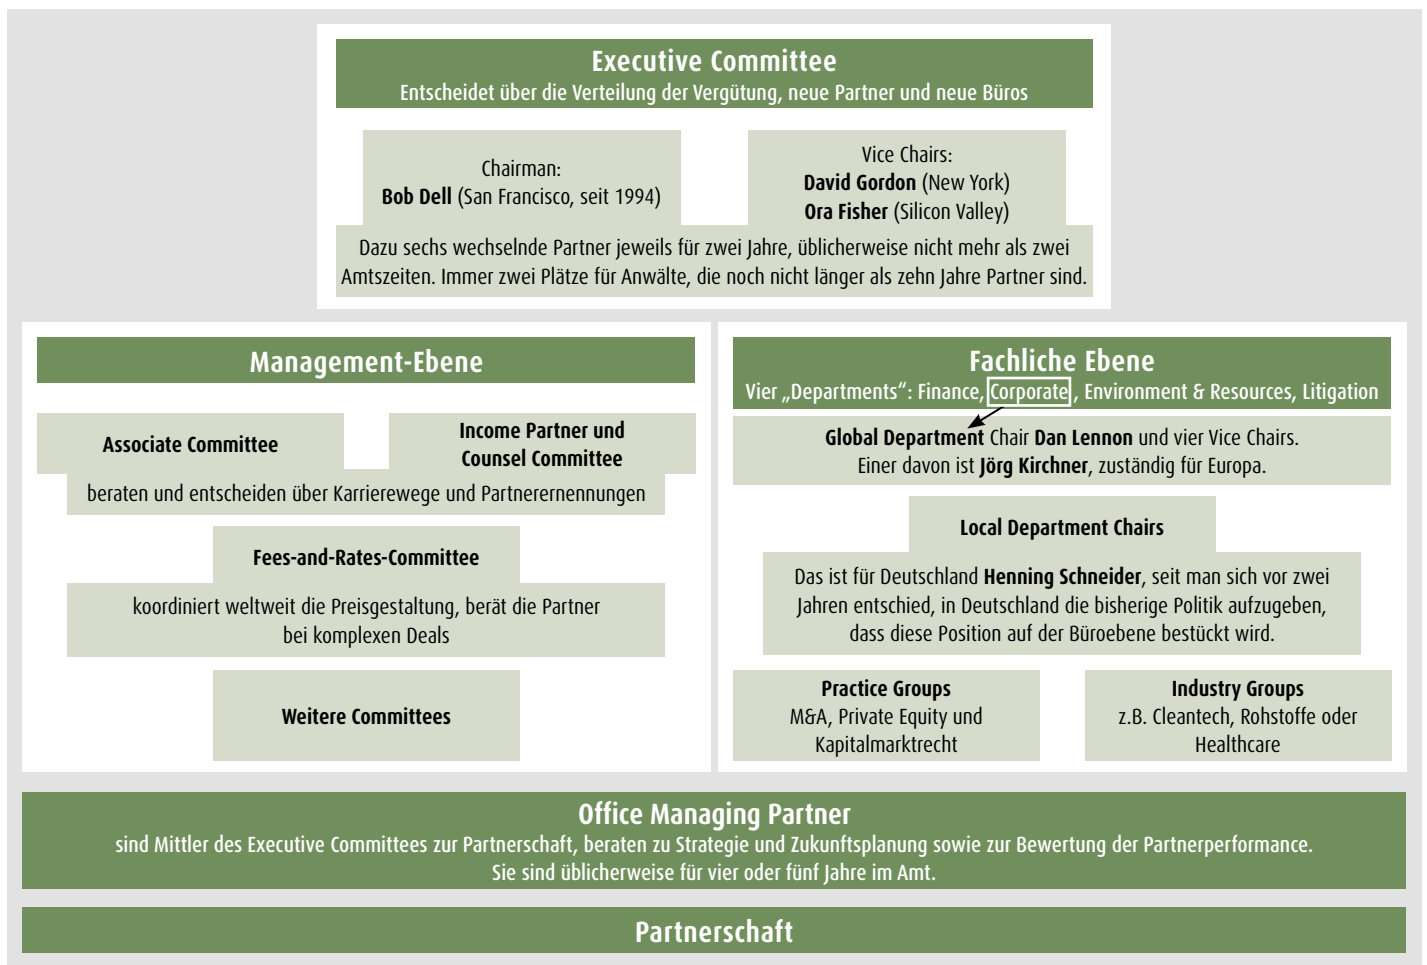 Executive Committee
Entscheidet über die Verteilung der Vergütung, neue Partner und neue Büros
Chairman:
Bob Dell (San Francisco, seit 1994)
Vice Chairs:
David Gordon (New York)
Ora Fisher (Silicon Valley)
Dazu sechs wechselnde Partner jeweils für zwei Jahre, üblicherweise nicht mehr als zwei
Amtszeiten. Immer zwei Plätze für Anwälte, die noch nicht länger als zehn Jahre Partner sind.
Management-Ebene
Associate Committee
Income Partner und
Counsel Committee
beraten und entscheiden über Karrierewege und Partnerernennungen
Fees-and-Rates-Committee
koordiniert weltweit die Preisgestaltung, berät die Partner
bei komplexen Deals
Weitere Committees
Fachliche Ebene
Vier „Departments“: Finance, Corporate , Environment & Resources, Litigation
Global Department Chair Dan Lennon und vier Vice Chairs.
Einer davon ist Jörg Kirchner, zuständig für Europa.
Local Department Chairs
Das ist für Deutschland Henning Schneider, seit man sich vor zwei
Jahren entschied, in Deutschland die bisherige Politik aufzugeben,
dass diese Position auf der Büroebene bestückt wird.
Practice Groups
M&A, Private Equity und
Kapitalmarktrecht
Industry Groups
z.B. Cleantech, Rohstoffe oder
Healthcare
Office Managing Partner
sind Mittler des Executive Committees zur Partnerschaft, beraten zu Strategie und Zukunftsplanung sowie zur Bewertung der Partnerperformance.
Sie sind üblicherweise für vier oder fünf Jahre im Amt.
Partnerschaft